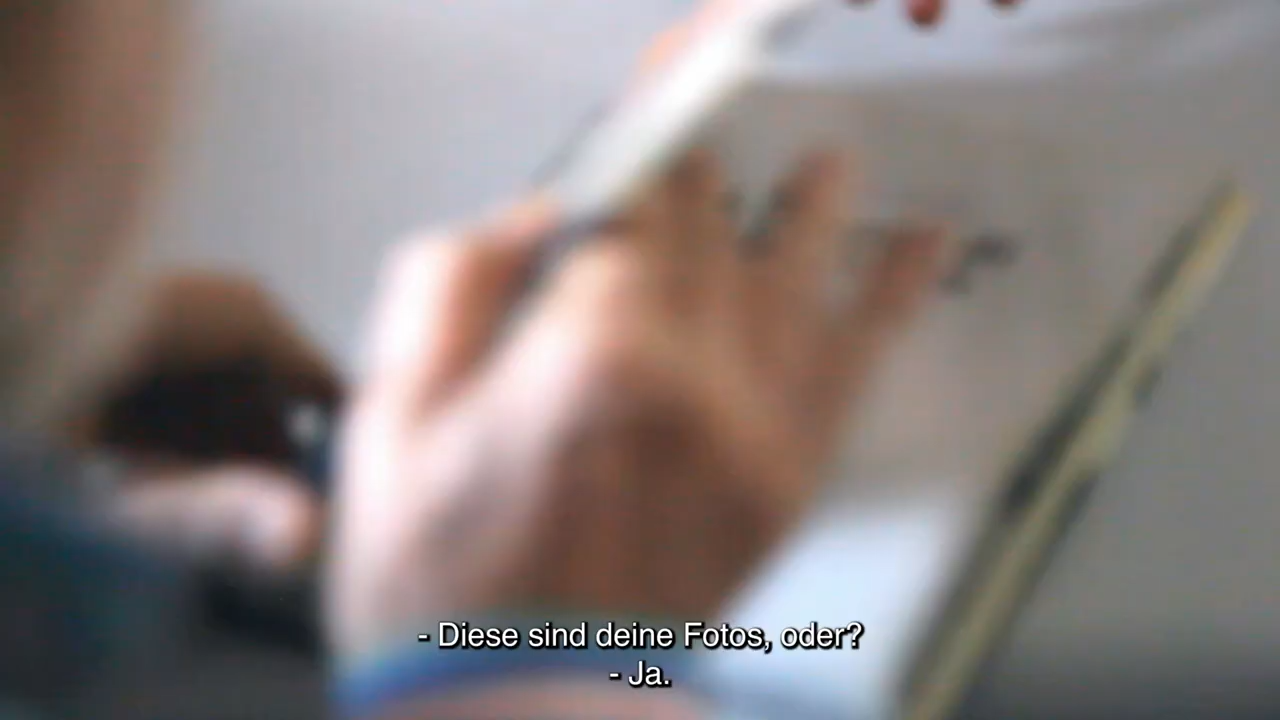 - Diese sind deine Fotos, oder?
- Ja.